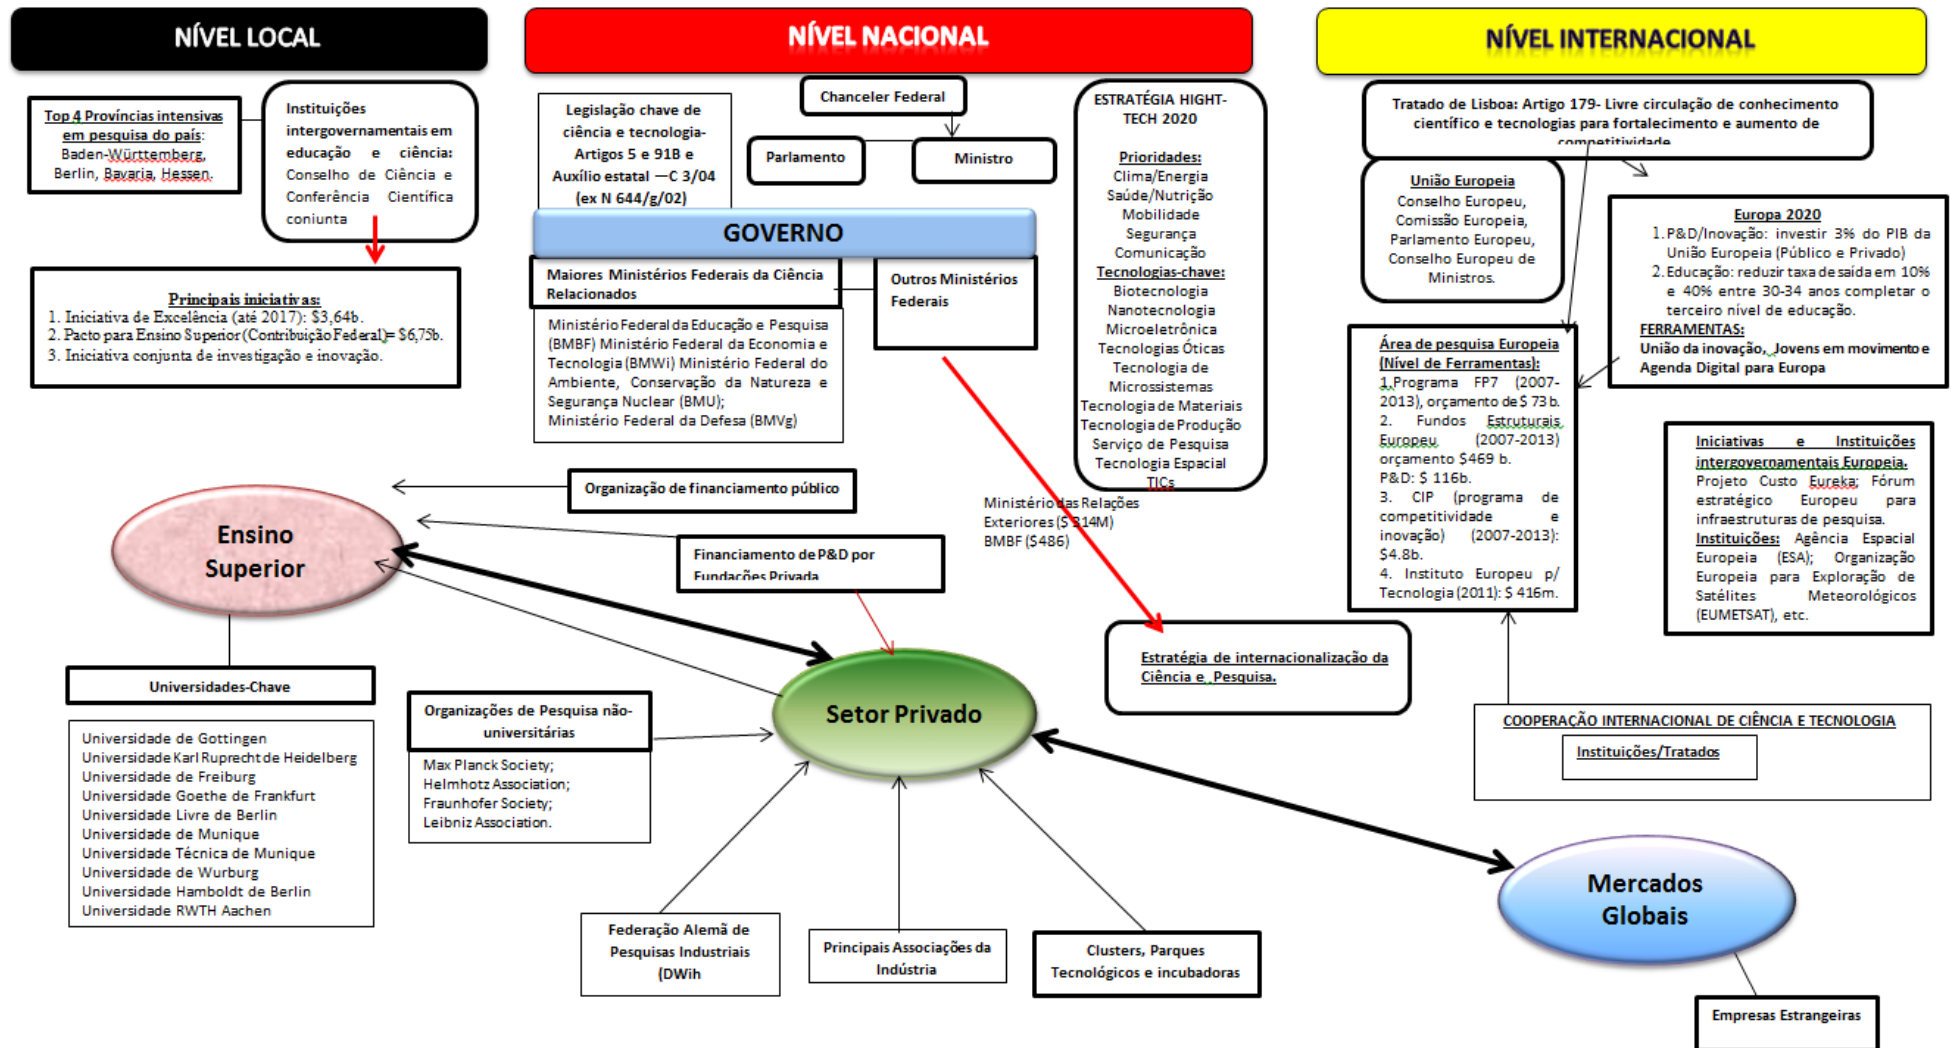 NÍVEL LOCAL
NÍVEL NACIONAL
NÍVEL INTERNACIONAL
Top 4 Províncias intensivas
em pesquisa do país:
Baden-Württemberg,
Berlin, Bavaria, Hessen.
Instituições
intergovernamentais em
educação e ciência:
Conselho de Ciência e
Conferência Científica
conjunta
Principais iniciativas:
1. Iniciativa de Excelência (até 2017): $3,64b.
2. Pacto para Ensino Superior (Contribuição Federal)= $6,75b.
3. Iniciativa conjunta de investigação e inovação.
Legislação chave de
ciência e tecnologia-
Artigos 5 e 91B e
Auxílio estatal —C 3/04
(ex N 644/g/02)
Chanceler Federal
Parlamento
Ministro
GOVERNO
Maiores Ministérios Federais da Ciência
Relacionados
Outros Ministérios
Federais
Ministério Federal da Educação e Pesquisa
(BMBF) Ministério Federal da Economia e
Tecnologia (BMWi) Ministério Federal do
Ambiente, Conservação da Natureza e
Segurança Nuclear (BMU);
Ministério Federal da Defesa (BMVg)
ESTRATÉGIA HIGHT-
TECH 2020
Prioridades:
Clima/Energia
Saúde/Nutrição
Mobilidade
Segurança
Comunicação
Tecnologias-chave:
Biotecnologia
Nanotecnologia
Microeletrônica
Tecnologias Óticas
Tecnologia de
Microssistemas
Tecnologia de Materiais
Tecnologia de Produção
Serviço de Pesquisa
Tecnologia Espacial
TICs
Ministério das Relações
Exteriores ($ 314M)
BMBF ($486)
Estratégia de internacionalização da
Ciência e Pesquisa.
Tratado de Lisboa: Artigo 179- Livre circulação de conhecimento
científico e tecnologias para fortalecimento e aumento de
competitividade
União Europeia
Conselho Europeu,
Comissão Europeia,
Parlamento Europeu,
Conselho Europeu de
Ministros.
Europa 2020
1. P&D/Inovação: investir 3% do PIB da
União Europeia (Público e Privado)
2. Educação: reduzir taxa de saída em 10%
e 40% entre 30-34 anos completar o
terceiro nível de educação.
FERRAMENTAS:
União da inovação, Jovens em movimento e
Agenda Digital para Europa
Área de pesquisa Europeia
(Nível de Ferramentas):
1.Programa FP7 (2007-
2013), orçamento de $ 73b.
2. Fundos Estruturais
Europeu (2007-2013)
orçamento $469 b.
P&D: $ 116b.
3. CIP (programa de
competitividade e
inovação) (2007-2013):
$4.8b.
4. Instituto Europeu p/
Tecnologia (2011): $ 416m.
Iniciativas e Instituições
intergovernamentais Europeia.
Projeto Custo Eureka; Fórum
estratégico Europeu para
infraestruturas de pesquisa.
Instituições: Agência Espacial
Europeia (ESA); Organização
Europeia para Exploração de
Satélites Meteorológicos
(EUMETSAT), etc.
COOPERAÇÃO INTERNACIONAL DE CIÊNCIA E TECNOLOGIA
Instituições/Tratados
Organização de financiamento público
Financiamento de P&D por
Fundações Privada
Ensino
Superior
Universidades-Chave
Universidade de Gottingen
Universidade Karl Ruprecht de Heidelberg
Universidade de Freiburg
Universidade Goethe de Frankfurt
Universidade Livre de Berlin
Universidade de Munique
Universidade Técnica de Munique
Universidade de Wurburg
Universidade Hamboldt de Berlin
Universidade RWTH Aachen
Organizações de Pesquisa não-
universitárias
Max Planck Society;
Helmhotz Association;
Fraunhofer Society;
Leibniz Association.
Setor Privado
Federação Alemã de
Pesquisas Industriais
(DWih
Principais Associações da
Indústria
Clusters, Parques
Tecnológicos e incubadoras
Mercados
Globais
Empresas Estrangeiras